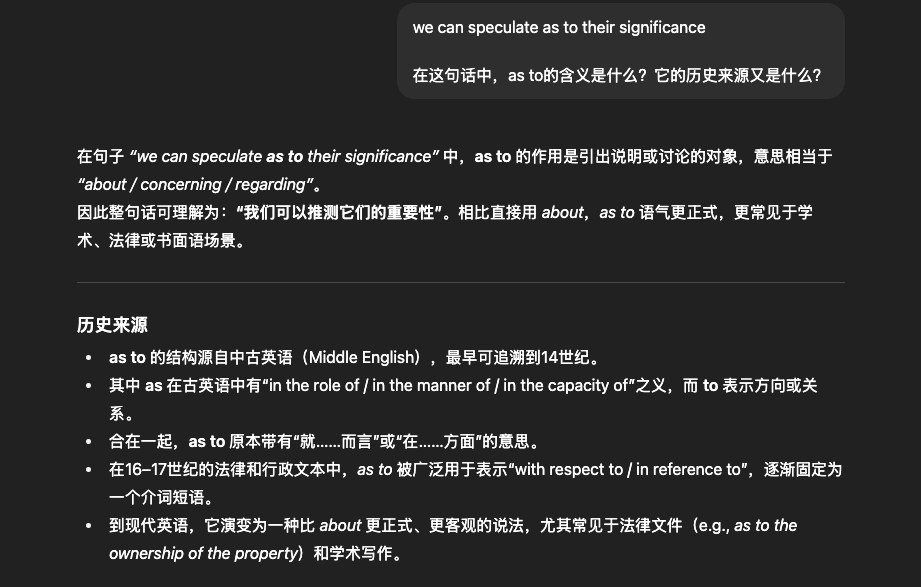 we can speculate as to their significance
在这句话中，as to的含义是什么？它的历史来源又是什么？
在句子 “we can speculate as to their significance” 中，as to 的作用是引出说明或讨论的对象，意思相当于
“about / concerning / regarding”。
因此整句话可理解为：“我们可以推测它们的重要性”。相比直接用 about，as to 语气更正式，更常见于学
术、法律或书面语场景。
历史来源
• as to 的结构源自中古英语（Middle English），最早可追溯到14世纪。
• 其中 as 在古英语中有“in the role of / in the manner of / in the capacity of”之义，而 to 表示方向或关
系。
• 合在一起，as to 原本带有“就……而言”或“在……方面”的意思。
• 在16–17世纪的法律和行政文本中，as to 被广泛用于表示“with respect to / in reference to”，逐渐固定为
一个介词短语。
• 到现代英语，它演变为一种比 about 更正式、更客观的说法，尤其常见于法律文件（e.g., as to the
ownership of the property）和学术写作。